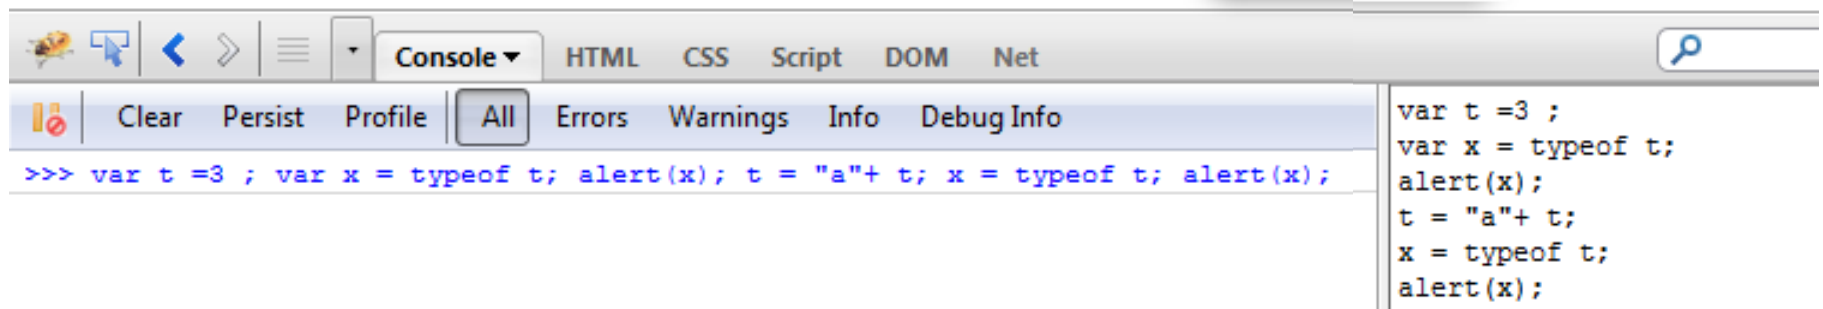 Console HTML CSS Script DOM Net
Clear Persist Profile All Errors Warnings Info Debug Info
>>> var t =3 ; var x = typeof t; alert(x); t = "a"+ t; x = typeof t; alert(x);
var t =3 ;
var x = typeof t;
alert(x);
t = "a"+ t;
x = typeof t;
alert(x);